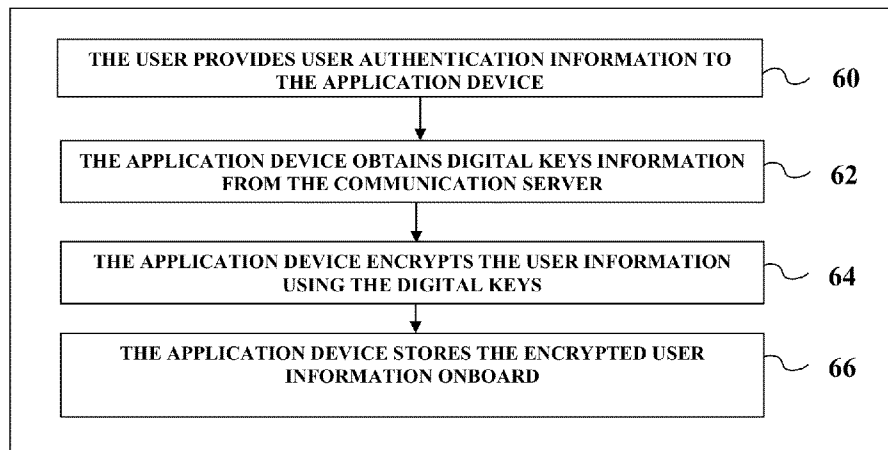 THE USER PROVIDES USER AUTHENTICATION INFORMATION TO
THE APPLICATION DEVICE
60
THE APPLICATION DEVICE OBTAINS DIGITAL KEYS INFORMATION
FROM THE COMMUNICATION SERVER
62
THE APPLICATION DEVICE ENCRYPTS THE USER INFORMATION
USING THE DIGITAL KEYS
64
THE APPLICATION DEVICE STORES THE ENCRYPTED USER
INFORMATION ONBOARD
66